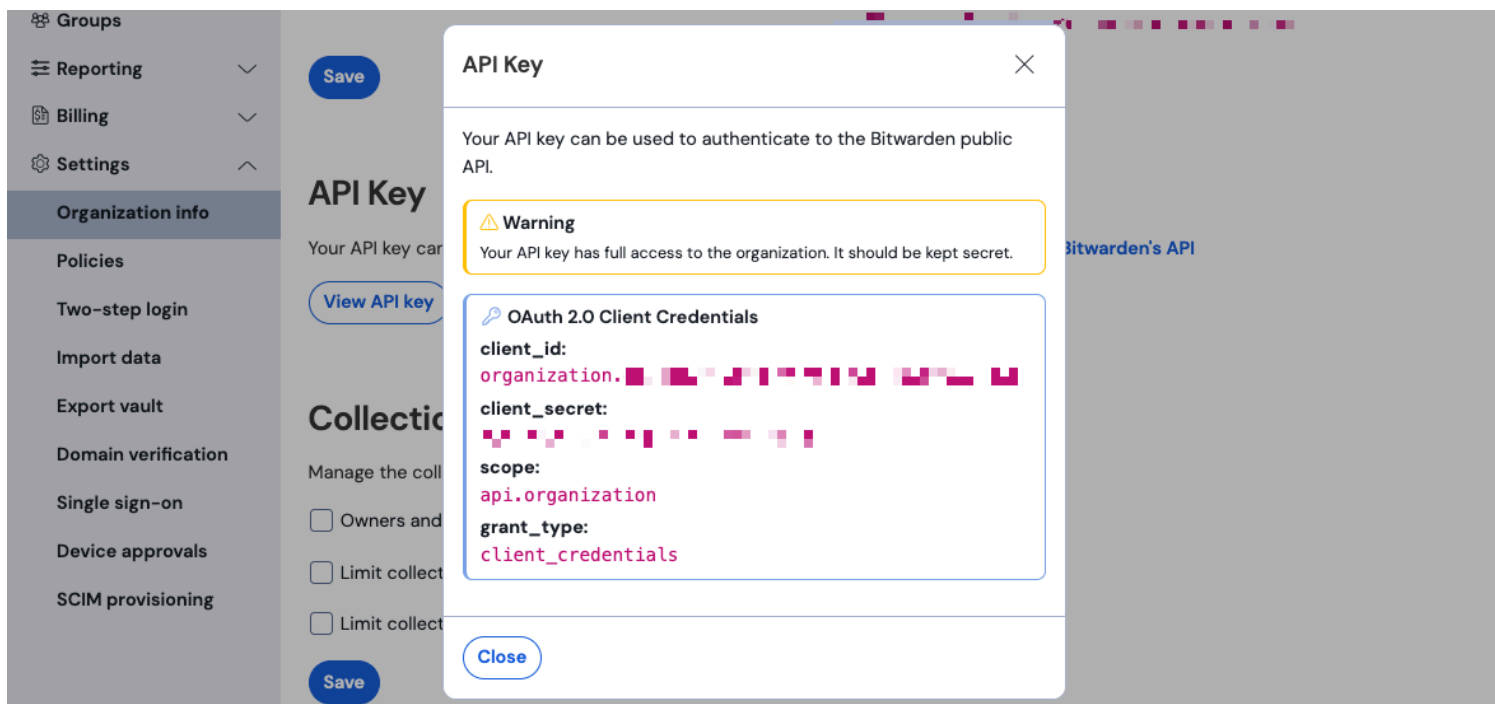 Groups
Reporting
Billing
Settings
Organization info
Policies
Two-step login
Import data
Export vault
Domain verification
Single sign-on
Device approvals
SCIM provisioning
Save
API Key
Your API key can
Bitwarden's API
View API key
Collectio
Manage the coll
Owners and
Limit collect
Limit collect
Save
API Key
Your API key can be used to authenticate to the Bitwarden public
API.
Warning
Your API key has full access to the organization. It should be kept secret.
OAuth 2.0 Client Credentials
client_id:
organization.
client_secret:
scope:
api.organization
grant_type:
client_credentials
Close